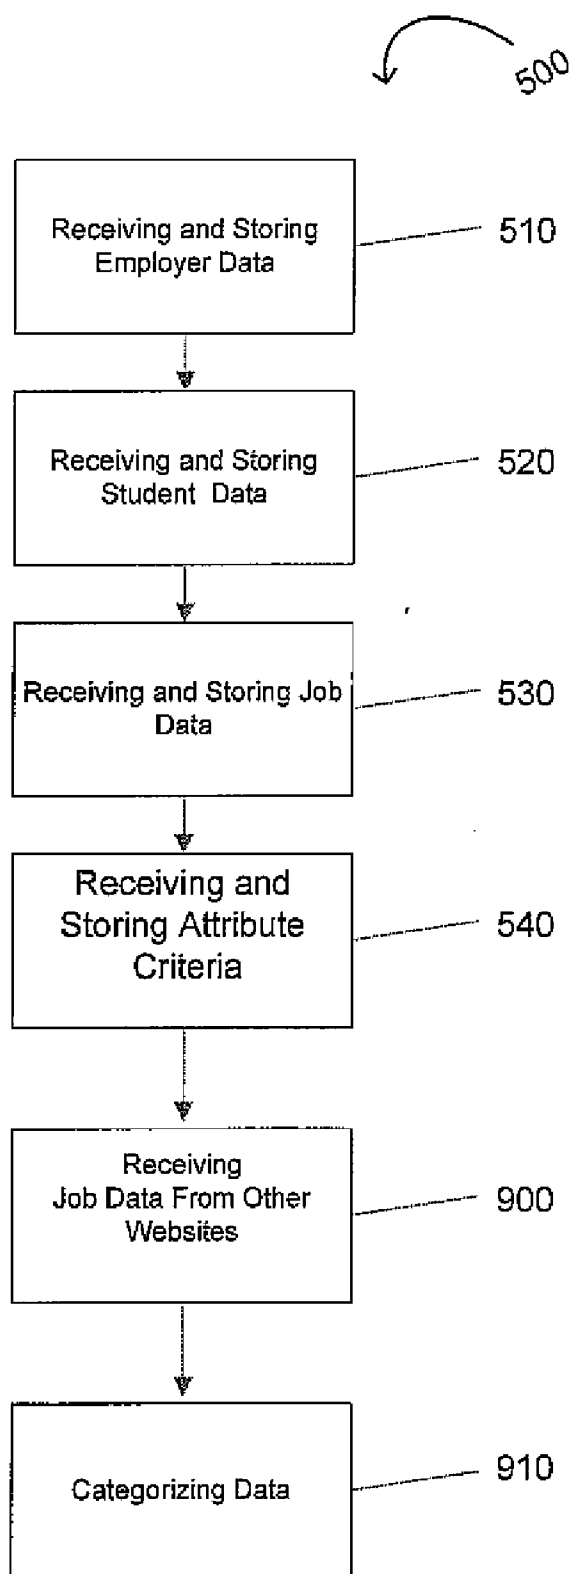 500
Receiving and Storing
Employer Data
510
Receiving and Storing
Student Data
520
Receiving and Storing Job
Data
530
Receiving and
Storing Attribute
Criteria
540
Receiving
Job Data From Other
Websites
900
Categorizing Data
910